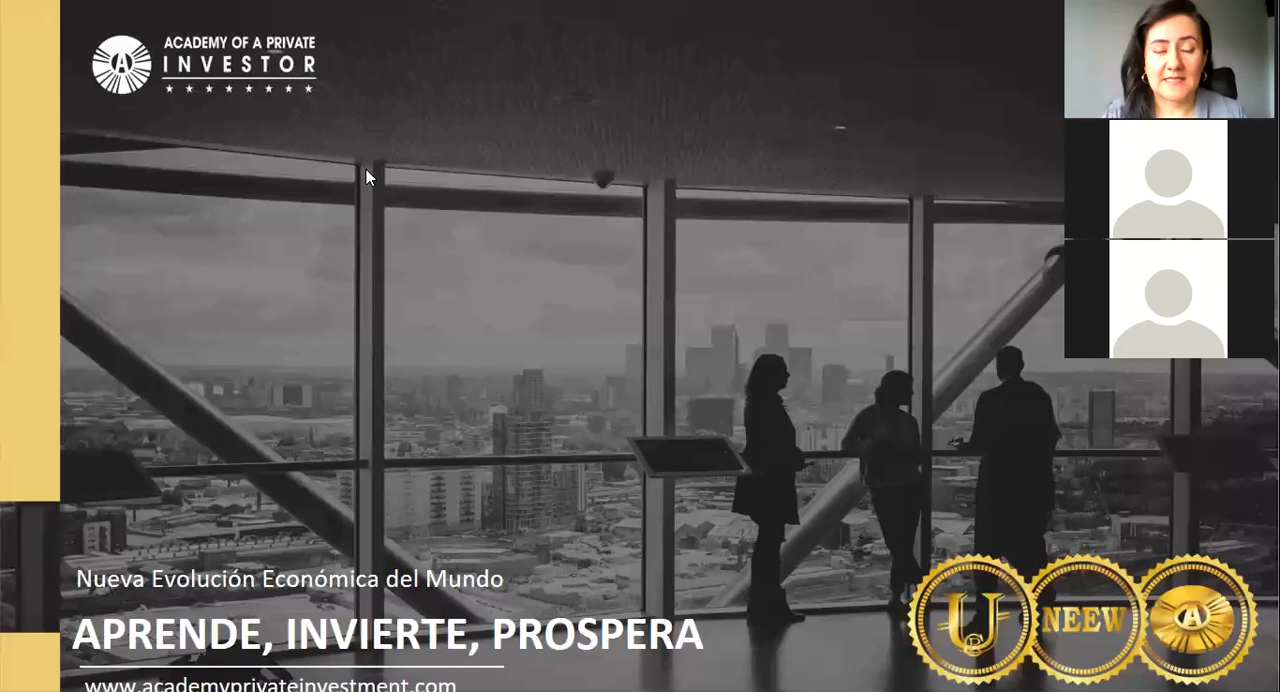 ACADEMY OF A PRIVATE
INVESTOR
Nueva Evolución Económica del Mundo
APRENDE, INVIERTE, PROSPERA
www.academyprivateinvestment.com
NEEW
A
A